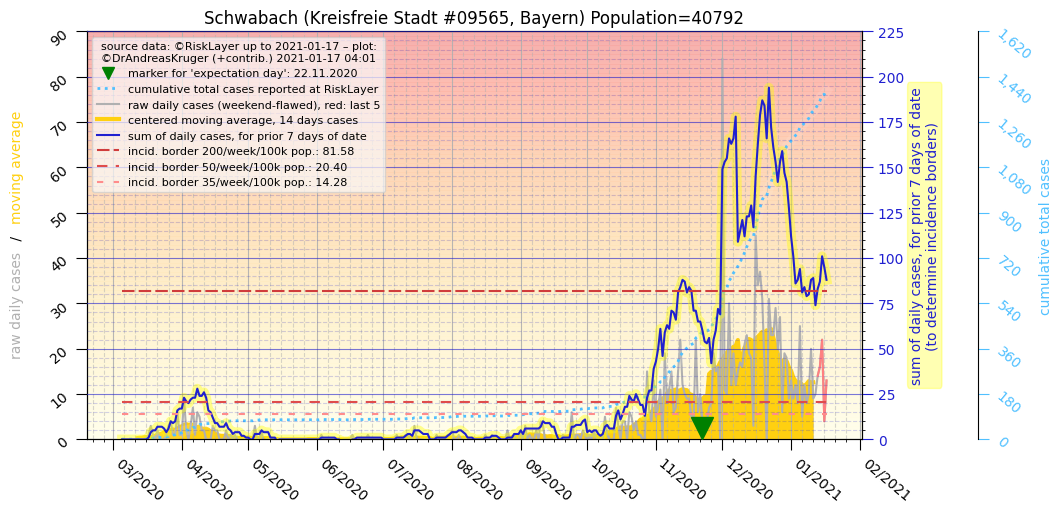 Schwabach (Kreisfreie Stadt #09565, Bayern) Population=40792
source data: ©RiskLayer up to 2021-01-17 – plot:
©DrAndreasKruger (+contrib.) 2021-01-17 04:01
marker for 'expectation day': 22.11.2020
cumulative total cases reported at RiskLayer
raw daily cases (weekend-flawed), red: last 5
centered moving average, 14 days cases
sum of daily cases, for prior 7 days of date
incid. border 200/week/100k pop.: 81.58
incid. border 50/week/100k pop.: 20.40
incid. border 35/week/100k pop.: 14.28
raw daily cases / moving average
90
80
70
60
50
40
30
20
10
0
225
200
175
150
125
100
75
50
25
0
sum of daily cases, for prior 7 days of date
(to determine incidence borders)
1,620
1,440
1,260
1,080
900
720
540
360
180
0
cumulative total cases
03/2020
04/2020
05/2020
06/2020
07/2020
08/2020
09/2020
10/2020
11/2020
12/2020
01/2021
02/2021